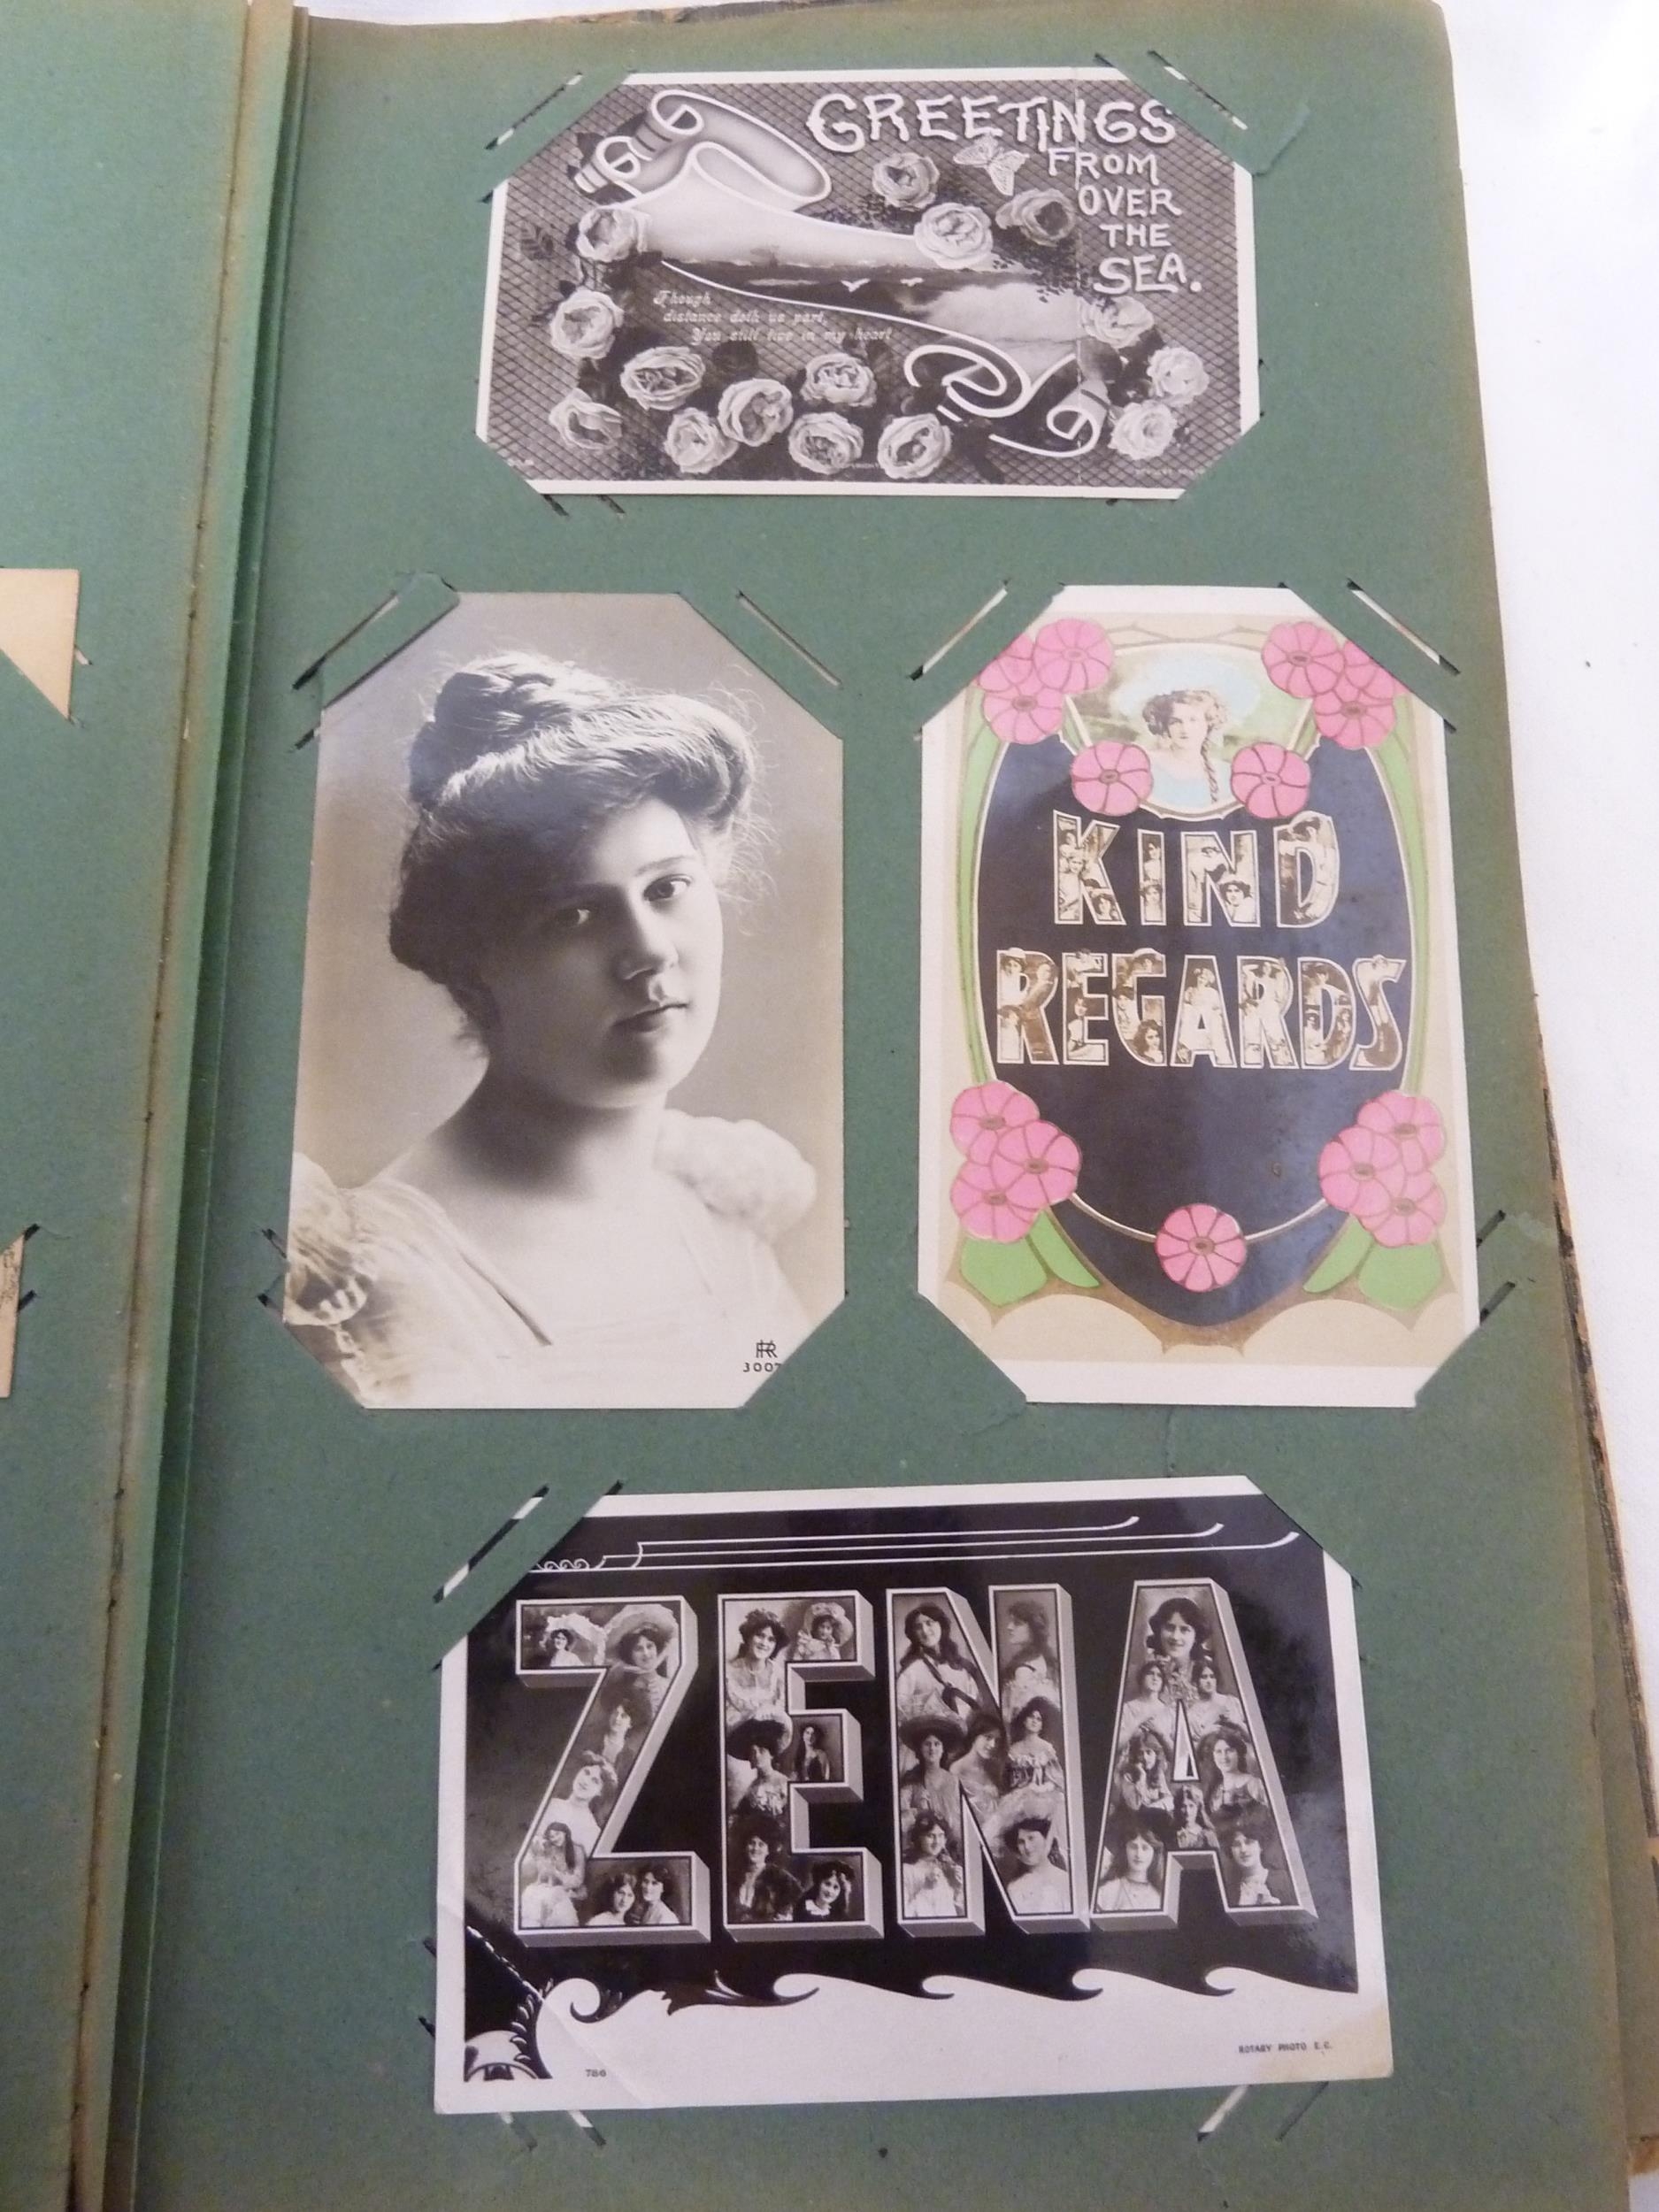 GREETINGS
FROM
OVER
THE
SEA.
Though
distance doth us part,
You still live in my heart
RR
3007
KIND
REGARDS
ZENA
786
ROTARY PHOTO E.C.